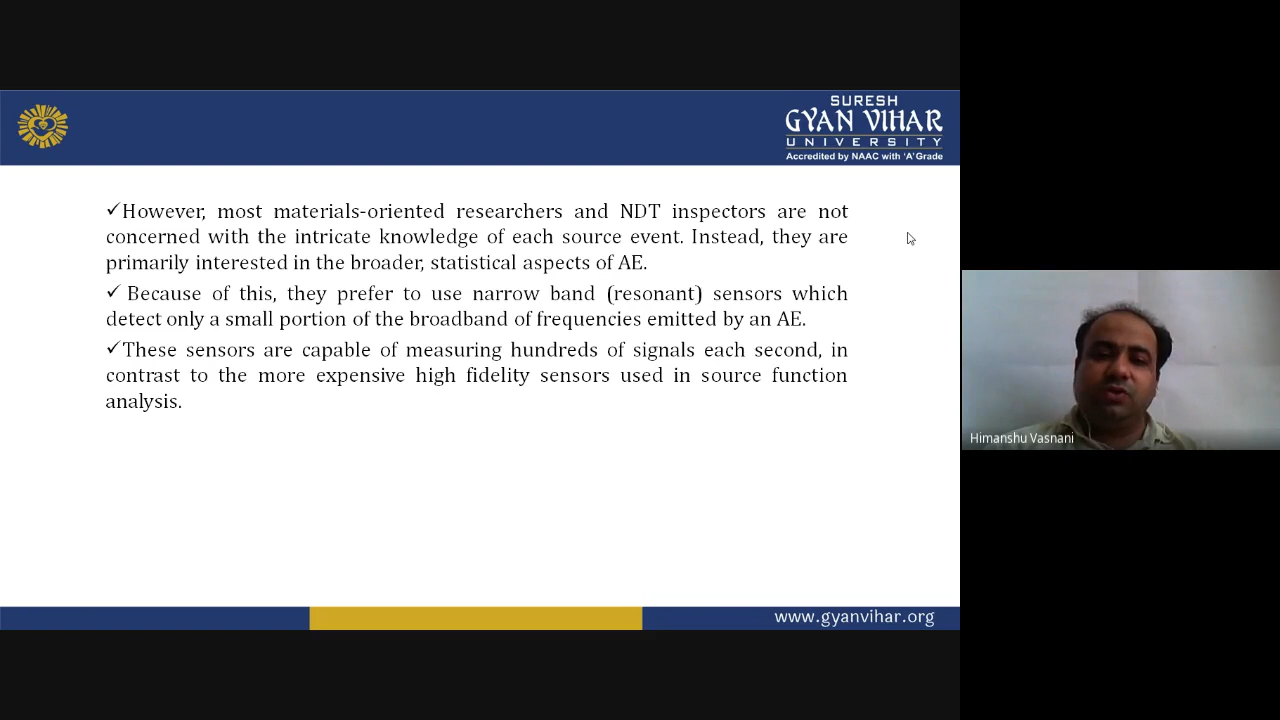 SURESH
GYAN VIHAR
UNIVERSITY
Accredited by NAAC with 'A' Grade
✓However, most materials-oriented researchers and NDT inspectors are not
concerned with the intricate knowledge of each source event. Instead, they are
primarily interested in the broader, statistical aspects of AE.
✓ Because of this, they prefer to use narrow band (resonant) sensors which
detect only a small portion of the broadband of frequencies emitted by an AE.
✓These sensors are capable of measuring hundreds of signals each second, in
contrast to the more expensive high fidelity sensors used in source function
analysis.
Himanshu Vasnani
www.gyanvihar.org